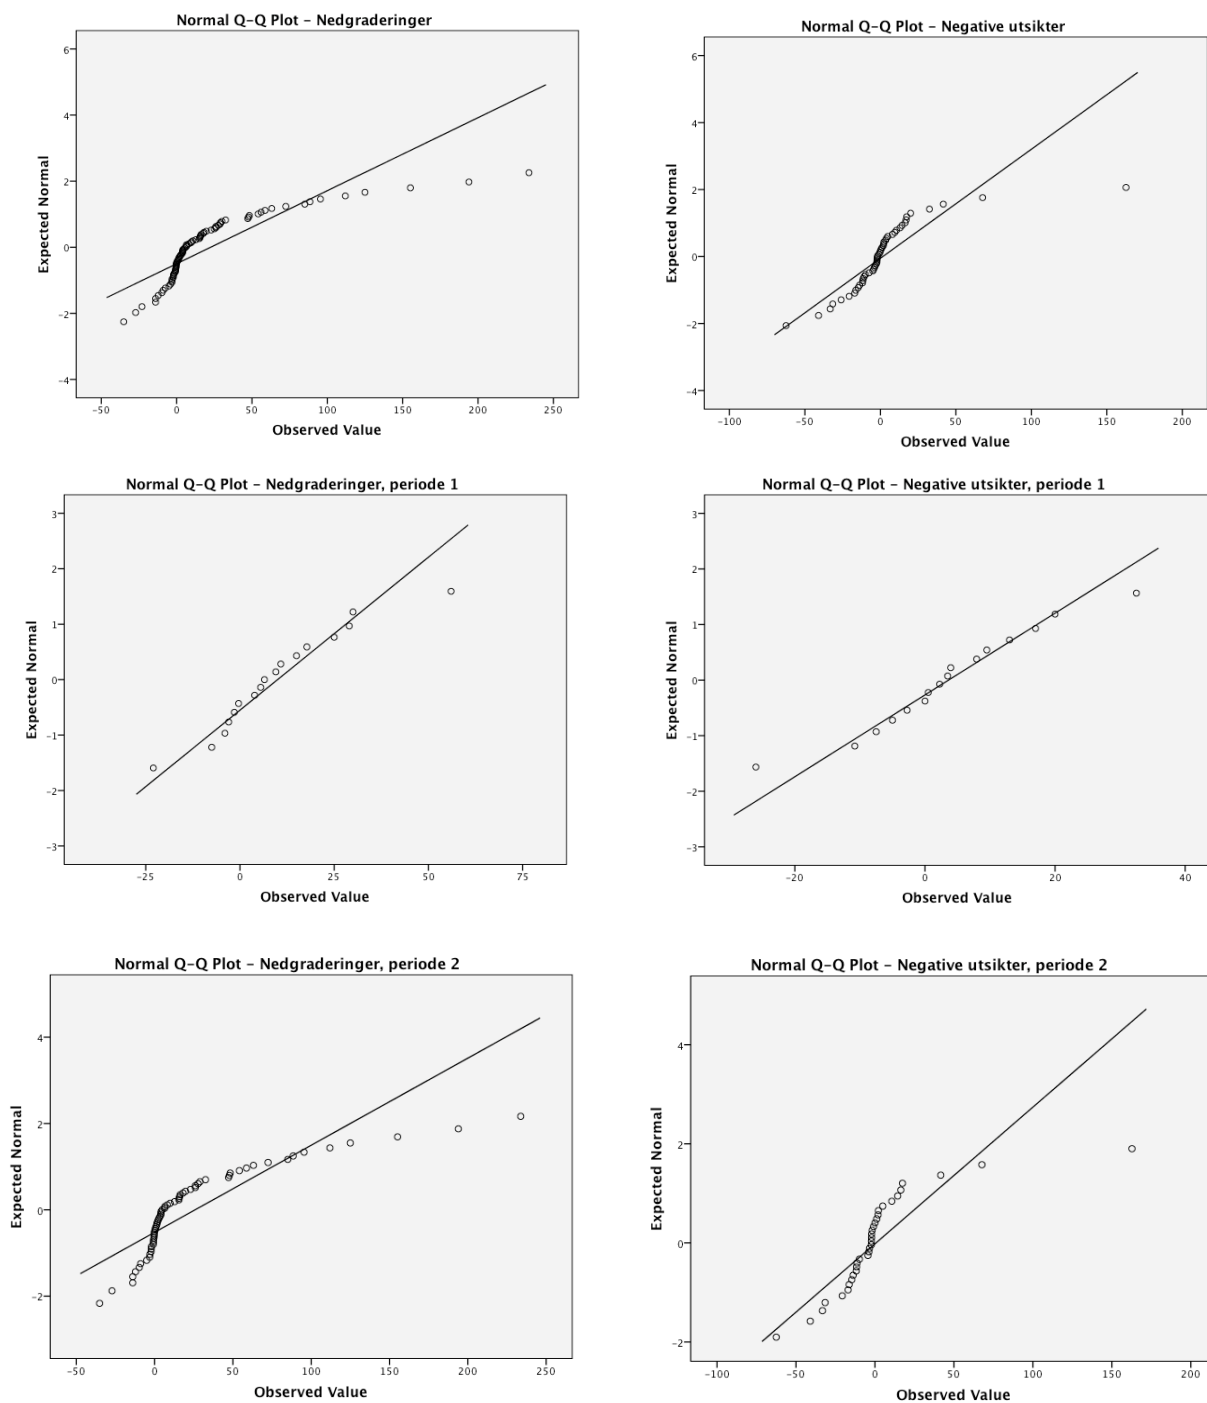 Normal Q-Q Plot - Nedgraderinger
6
4
2
0
-2
-4
Expected Normal
-50 0 50 100 150 200 250
Observed Value
Normal Q-Q Plot - Negative utsikter
6
4
2
0
-2
-4
Expected Normal
-100 -50 0 50 100 150 200
Observed Value
Normal Q-Q Plot - Nedgraderinger, periode 1
3
2
1
0
-1
-2
-3
Expected Normal
-25 0 25 50 75
Observed Value
Normal Q-Q Plot - Negative utsikter, periode 1
3
2
1
0
-1
-2
-3
Expected Normal
-20 0 20 40
Observed Value
Normal Q-Q Plot - Nedgraderinger, periode 2
4
2
0
-2
Expected Normal
-50 0 50 100 150 200 250
Observed Value
Normal Q-Q Plot - Negative utsikter, periode 2
4
2
0
-2
Expected Normal
-100 -50 0 50 100 150 200
Observed Value